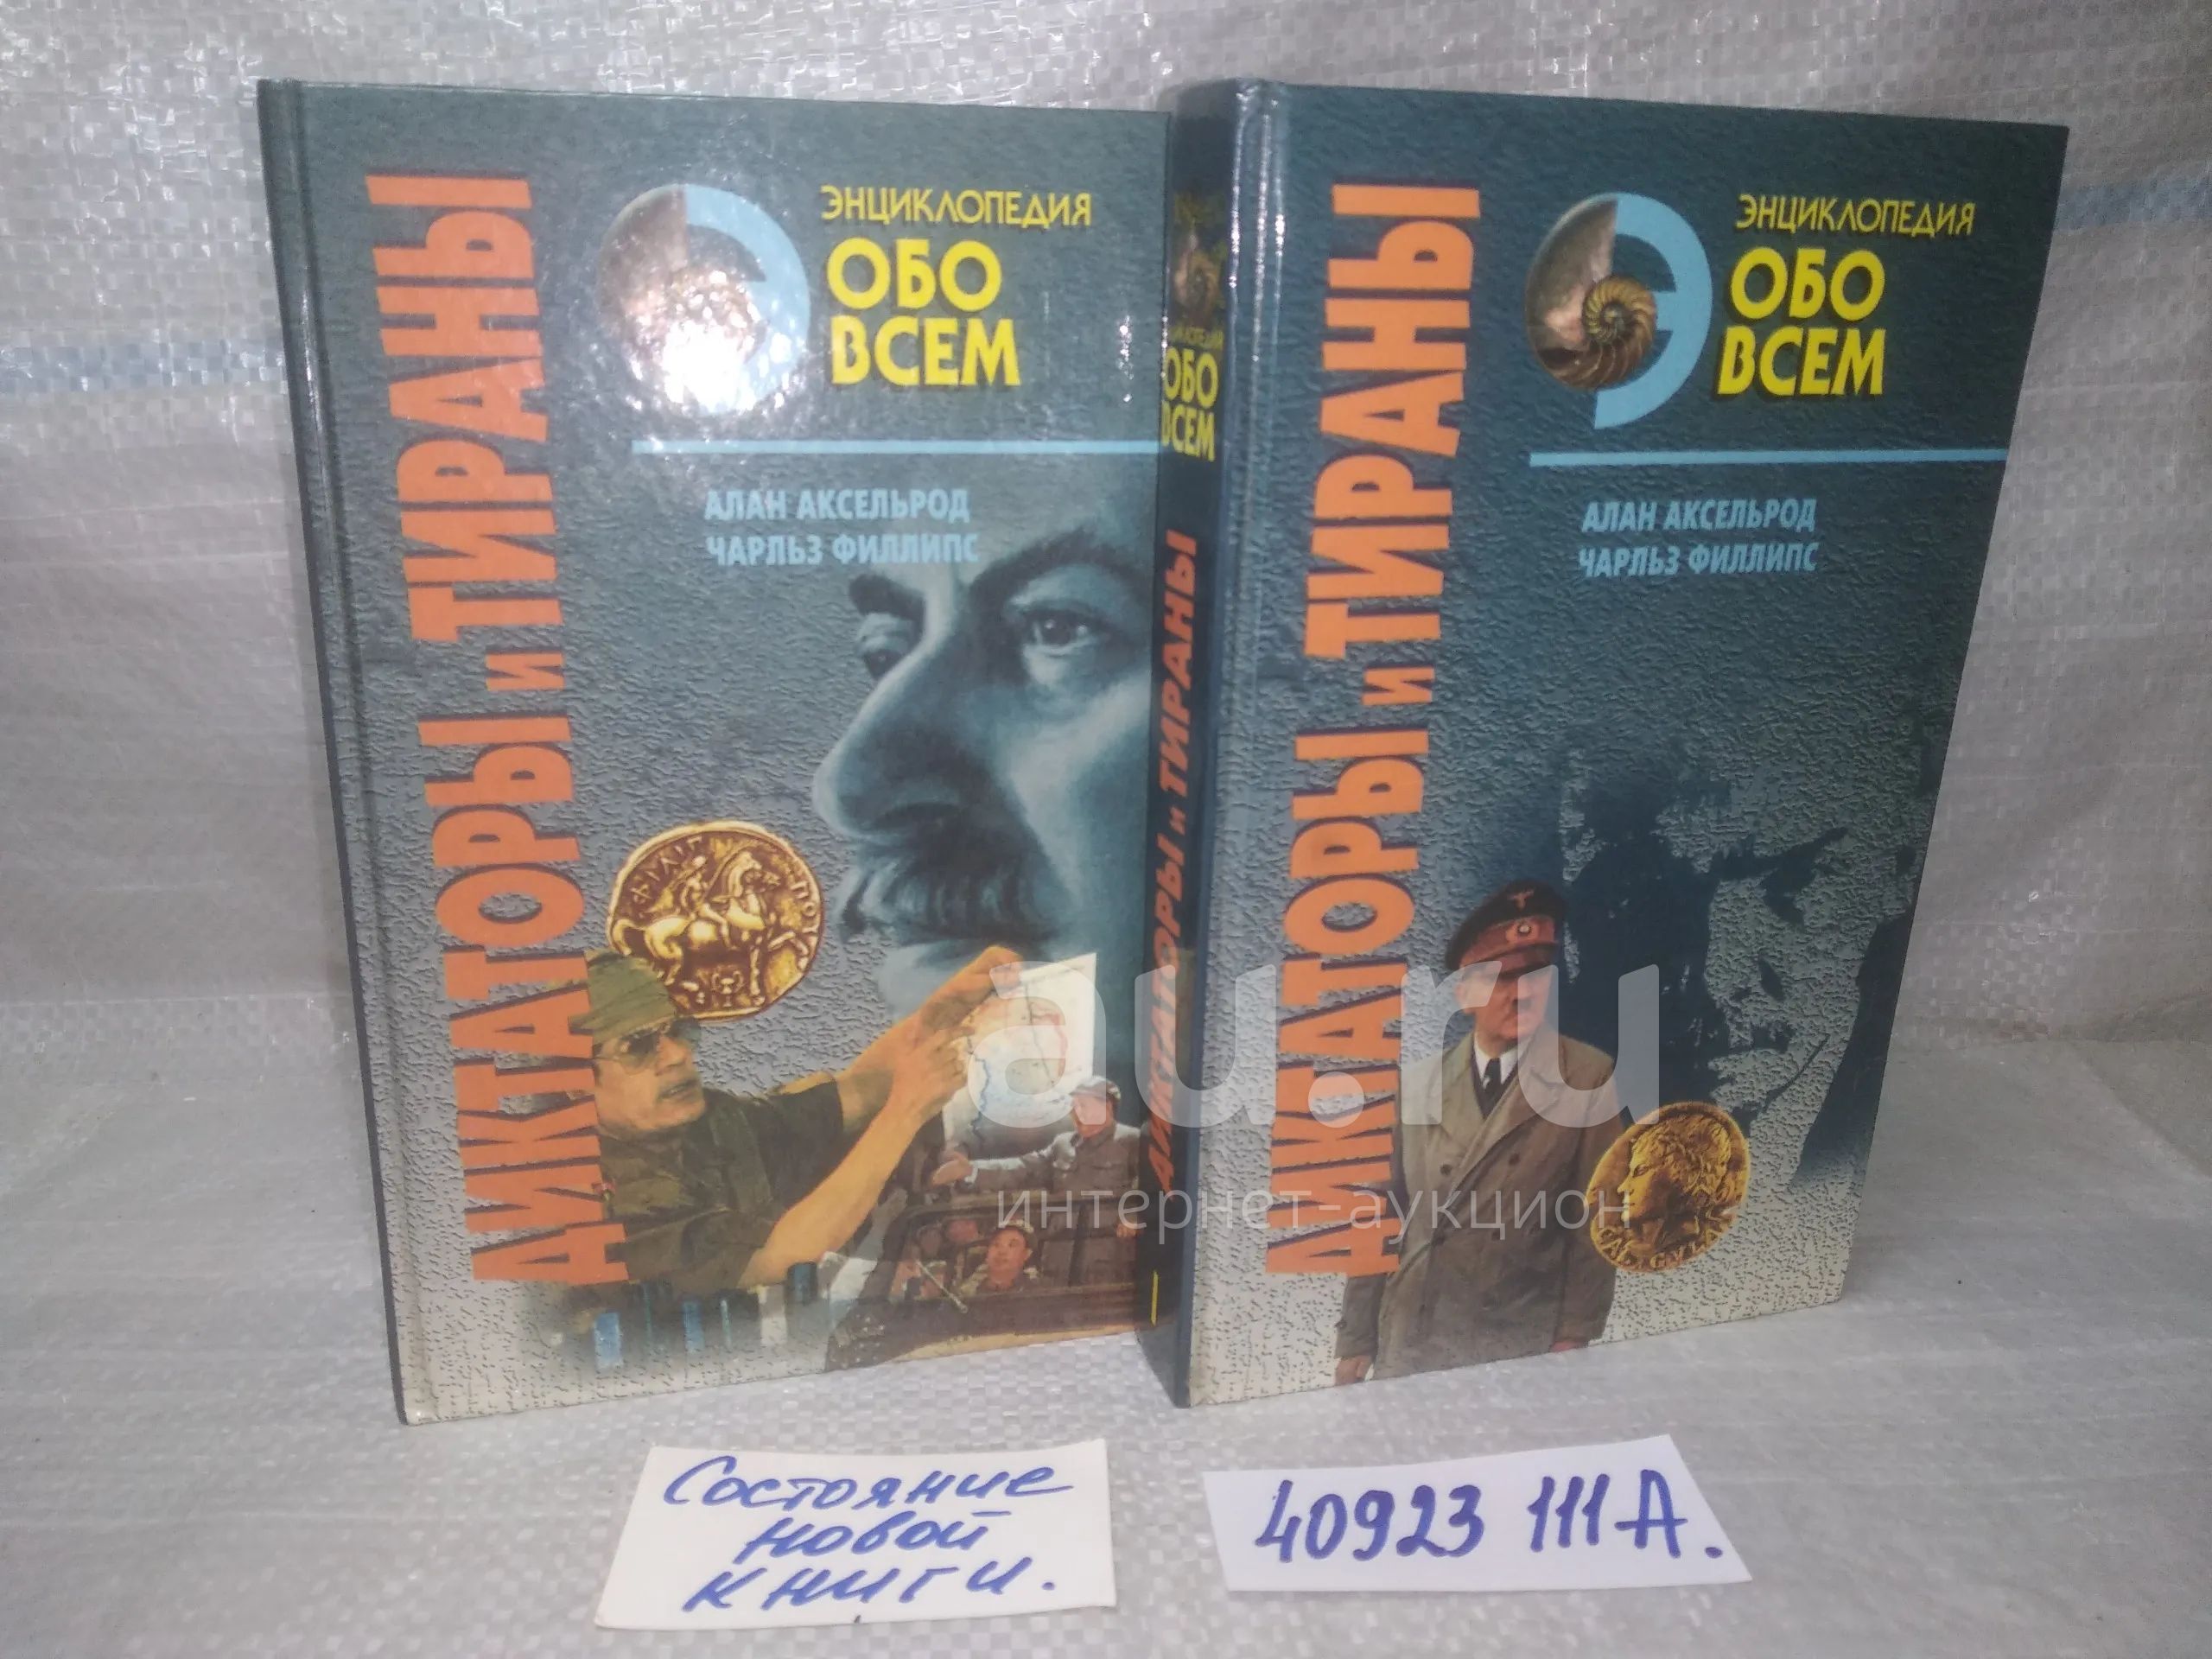 ДИКТАТОРЫ и ТИРАНЫ
ЭНЦИКЛОПЕДИЯ
ОБО
ВСЕМ
АЛАН АКСЕЛЬРОД
ЧАРЛЬЗ ФИЛЛИПС
ОБО
ВСЕМ
ДИКТАТОРЫ и ТИРАНЫ
ДИКТАТОРЫ и ТИРАНЫ
ЭНЦИКЛОПЕДИЯ
ОБО
ВСЕМ
АЛАН АКСЕЛЬРОД
ЧАРЛЬЗ ФИЛЛИПС
au.ru
интернет-аукцион
Состояние
новой
книги.
40923 111А.